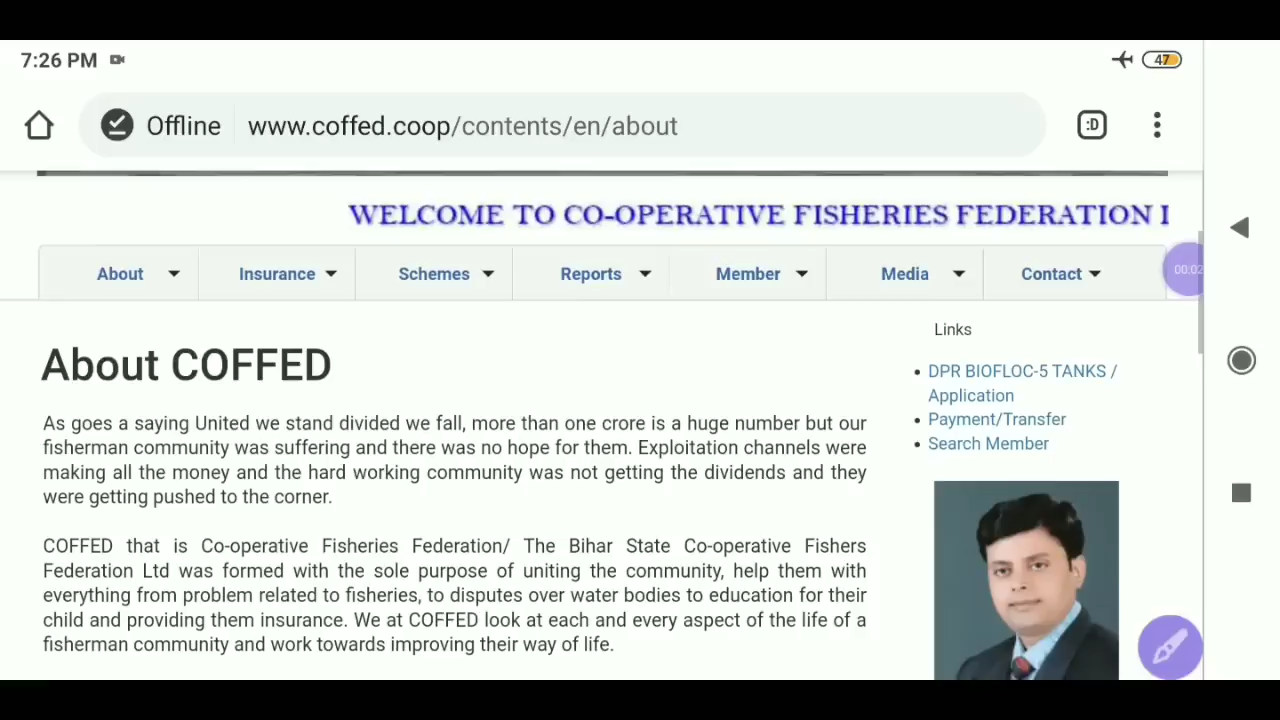 7:26 PM
47
Offline www.coffed.coop/contents/en/about
:D
WELCOME TO CO-OPERATIVE FISHERIES FEDERATION
About Insurance Schemes Reports Member Media Contact
00:02
Links
About COFFED
DPR BIOFLOC-5 TANKS /
Application
Payment/Transfer
Search Member
As goes a saying United we stand divided we fall, more than one crore is a huge number but our
fisherman community was suffering and there was no hope for them. Exploitation channels were
making all the money and the hard working community was not getting the dividends and they
were getting pushed to the corner.
COFFED that is Co-operative Fisheries Federation/ The Bihar State Co-operative Fishers
Federation Ltd was formed with the sole purpose of uniting the community, help them with
everything from problem related to fisheries, to disputes over water bodies to education for their
child and providing them insurance. We at COFFED look at each and every aspect of the life of a
fisherman community and work towards improving their way of life.